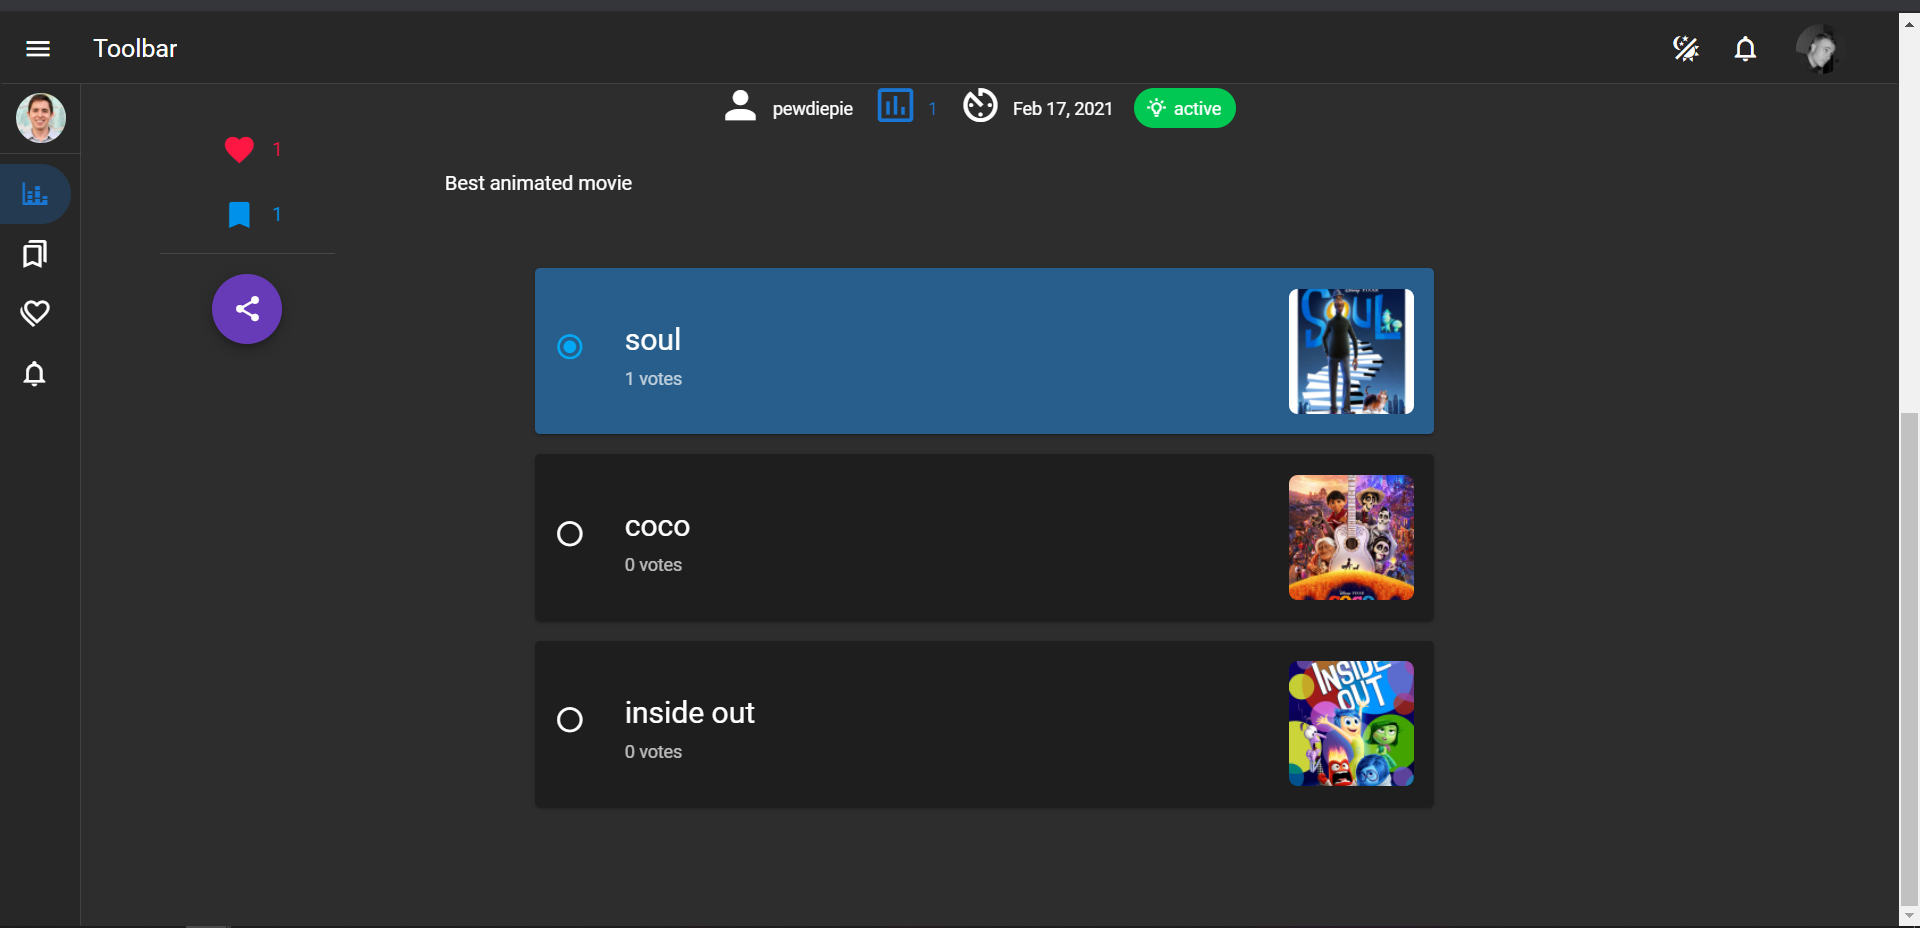 Toolbar
pewdiepie 1 Feb 17, 2021 active
1
1
Best animated movie
soul
1 votes
SOUL
coco
0 votes
COCO
inside out
0 votes
INSIDE
OUT